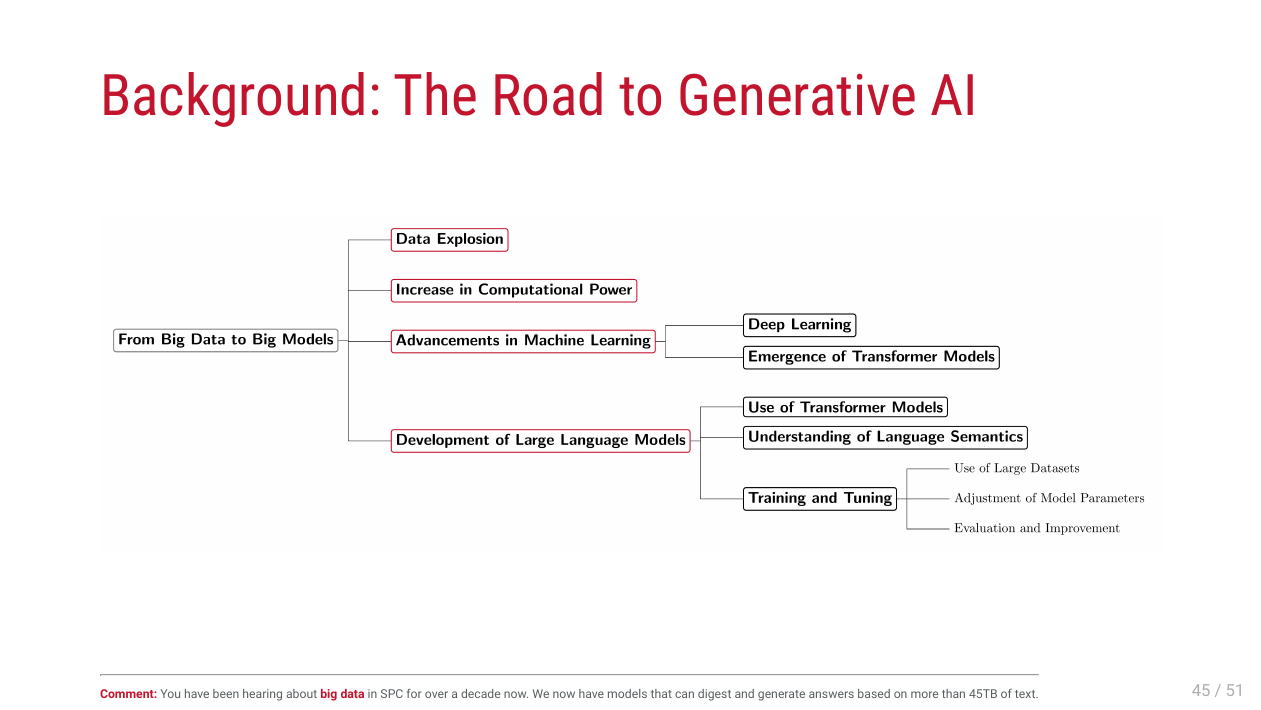 Background: The Road to Generative AI
From Big Data to Big Models
Data Explosion
Increase in Computational Power
Advancements in Machine Learning
Deep Learning
Emergence of Transformer Models
Development of Large Language Models
Use of Transformer Models
Understanding of Language Semantics
Training and Tuning
Use of Large Datasets
Adjustment of Model Parameters
Evaluation and Improvement
Comment: You have been hearing about big data in SPC for over a decade now. We now have models that can digest and generate answers based on more than 45TB of text.
45 / 51